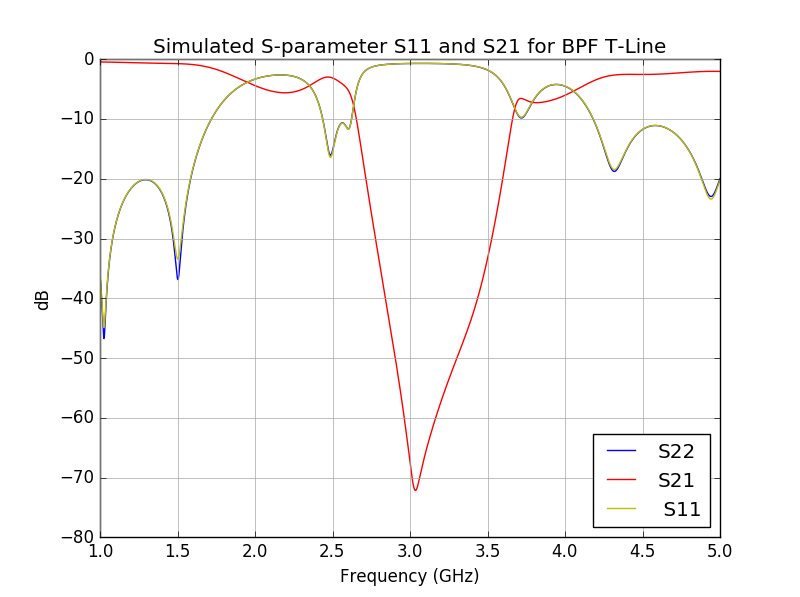 Simulated S-parameter S11 and S21 for BPF T-Line
0
−10
−20
−30
−40
−50
−60
−70
−80
dB
1.0 1.5 2.0 2.5 3.0 3.5 4.0 4.5 5.0
Frequency (GHz)
S22
S21
S11